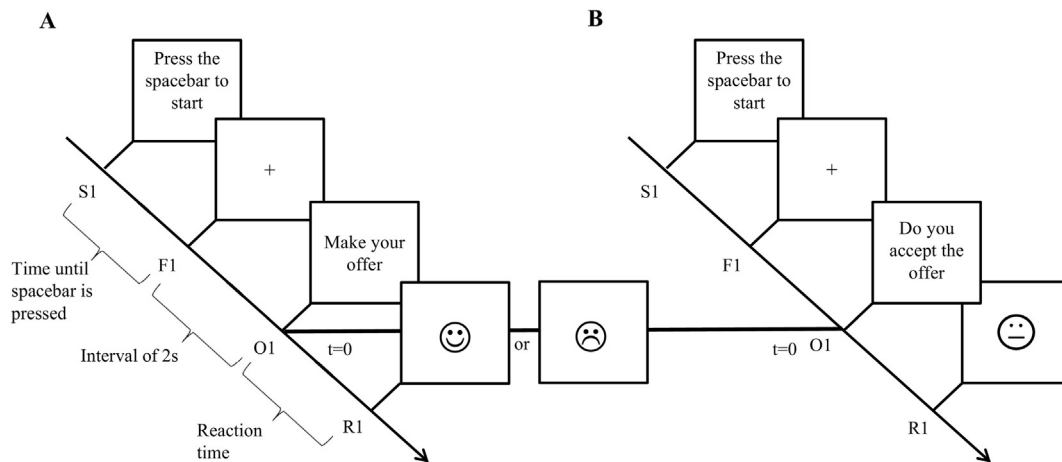 A
Press the
spacebar to
start
+
Make your
offer
S1
F1
O1
R1
t=0
or
Time until
spacebar is
pressed
Interval of 2s
Reaction
time
B
Press the
spacebar to
start
+
Do you
accept the
offer
S1
F1
t=0
O1
R1